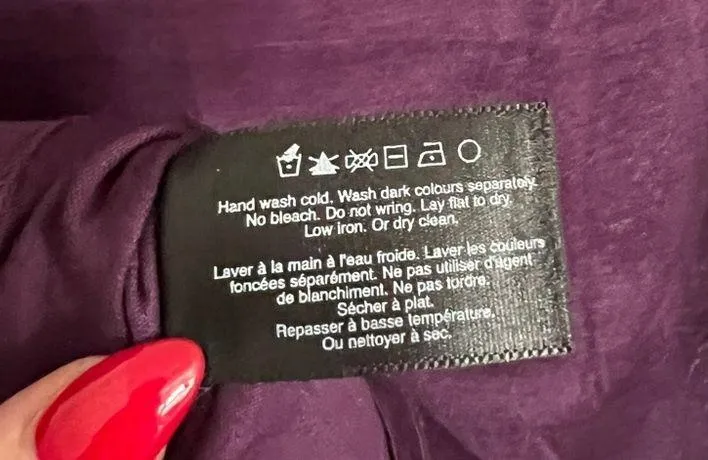 Hand wash cold. Wash dark colours separately.
No bleach. Do not wring. Lay flat to dry.
Low iron. Or dry clean.
Laver à la main à l'eau froide. Laver les couleurs
foncées séparément. Ne pas utiliser d'agent
de blanchiment. Ne pas tordre.
Sécher à plat.
Repasser à basse température.
Ou nettoyer à sec.